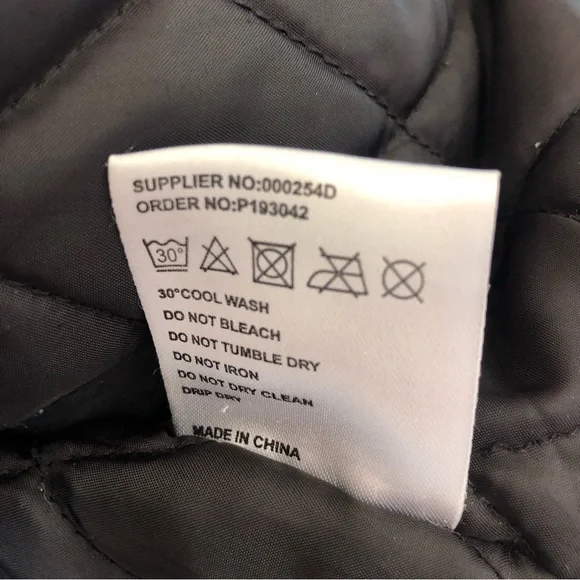 SUPPLIER NO:000254D
ORDER NO:P193042
30°
30°COOL WASH
DO NOT BLEACH
DO NOT TUMBLE DRY
DO NOT IRON
DO NOT DRY CLEAN
DRIP DRY
MADE IN CHINA